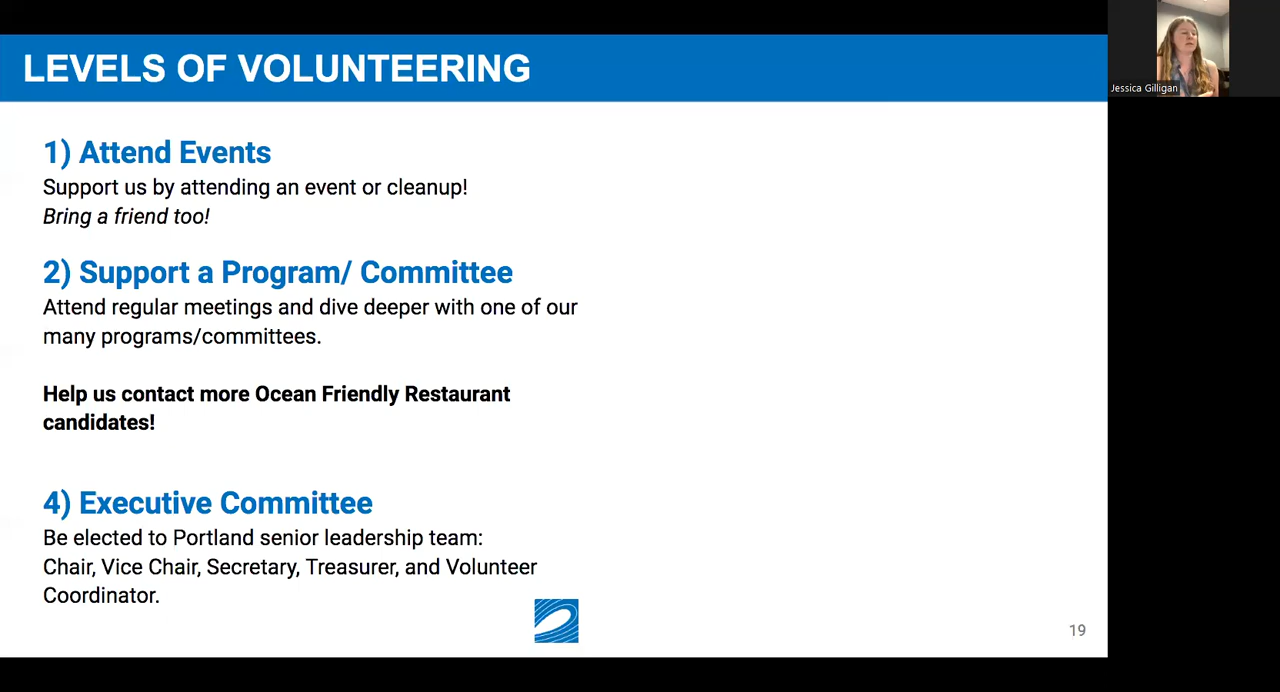 LEVELS OF VOLUNTEERING
Jessica Gilligan
1) Attend Events
Support us by attending an event or cleanup!
Bring a friend too!
2) Support a Program/ Committee
Attend regular meetings and dive deeper with one of our
many programs/committees.
Help us contact more Ocean Friendly Restaurant
candidates!
4) Executive Committee
Be elected to Portland senior leadership team:
Chair, Vice Chair, Secretary, Treasurer, and Volunteer
Coordinator.
19